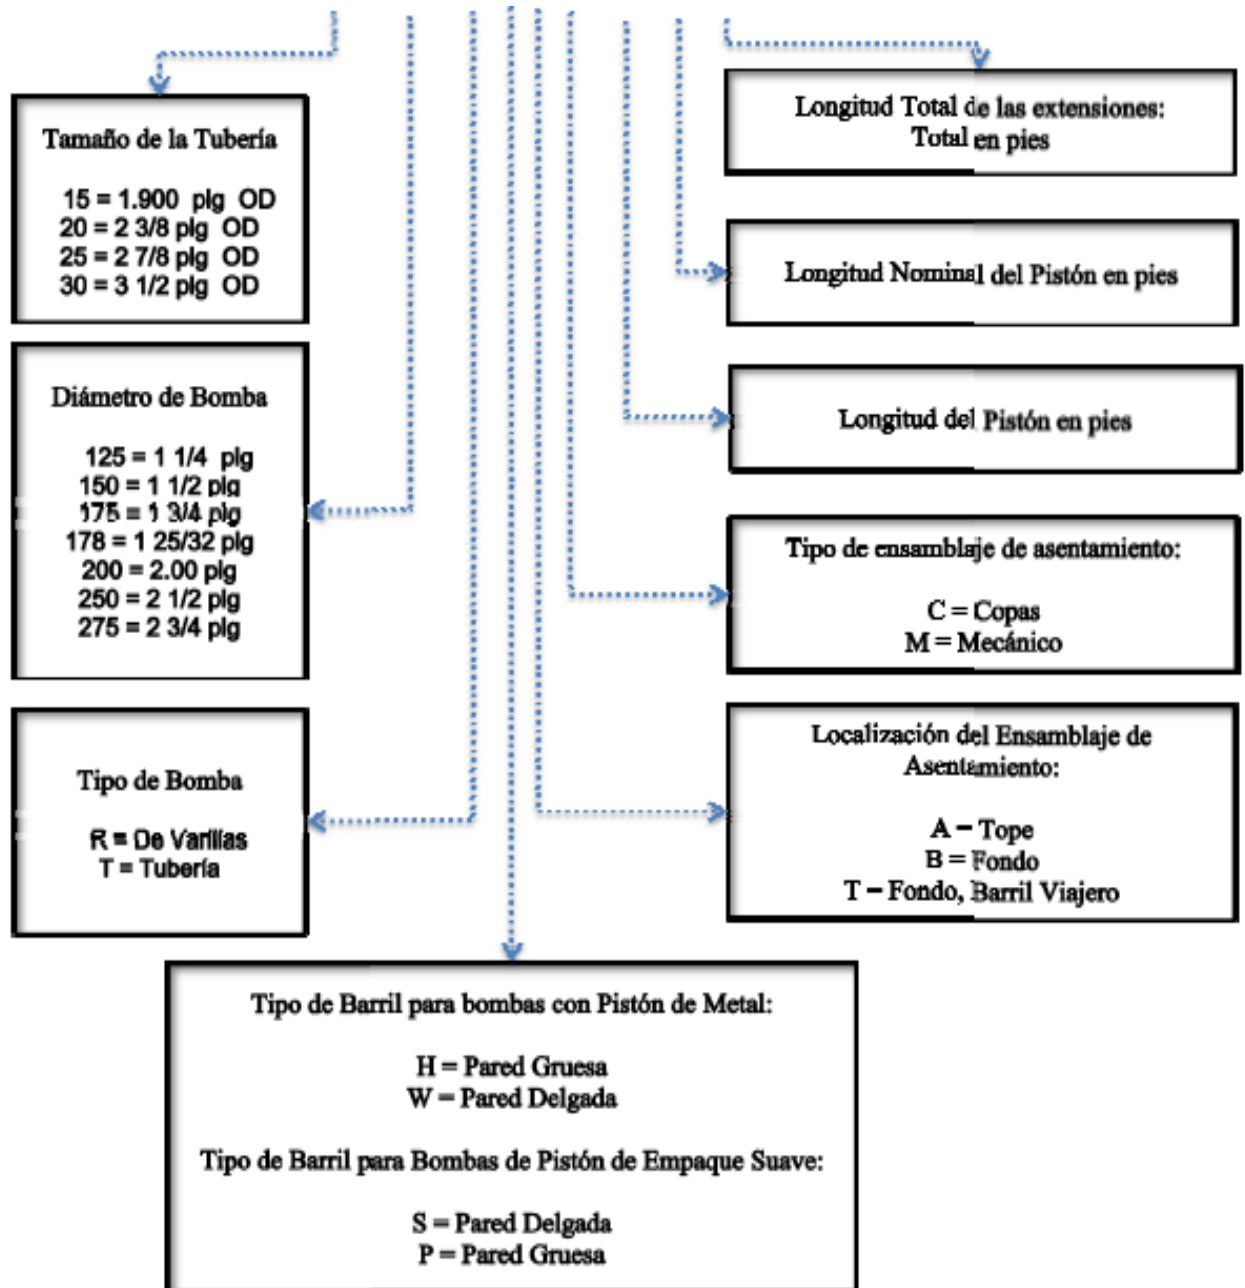 Tamaño de la Tubería
15 = 1.900 plg OD
20 = 2 3/8 plg OD
25 = 2 7/8 plg OD
30 = 3 1/2 plg OD
Diámetro de Bomba
125 = 1 1/4 plg
150 = 1 1/2 plg
175 = 1 3/4 plg
178 = 1 25/32 plg
200 = 2.00 plg
250 = 2 1/2 plg
275 = 2 3/4 plg
Tipo de Bomba
R = De Varillas
T = Tubería
Longitud Total de las extensiones:
Total en pies
Longitud Nominal del Pistón en pies
Longitud del Pistón en pies
Tipo de ensamblaje de asentamiento:
C = Copas
M = Mecánico
Localización del Ensamblaje de
Asentamiento:
A = Tope
B = Fondo
T = Fondo, Barril Viajero
Tipo de Barril para bombas con Pistón de Metal:
H = Pared Gruesa
W = Pared Delgada
Tipo de Barril para Bombas de Pistón de Empaque Suave:
S = Pared Delgada
P = Pared Gruesa